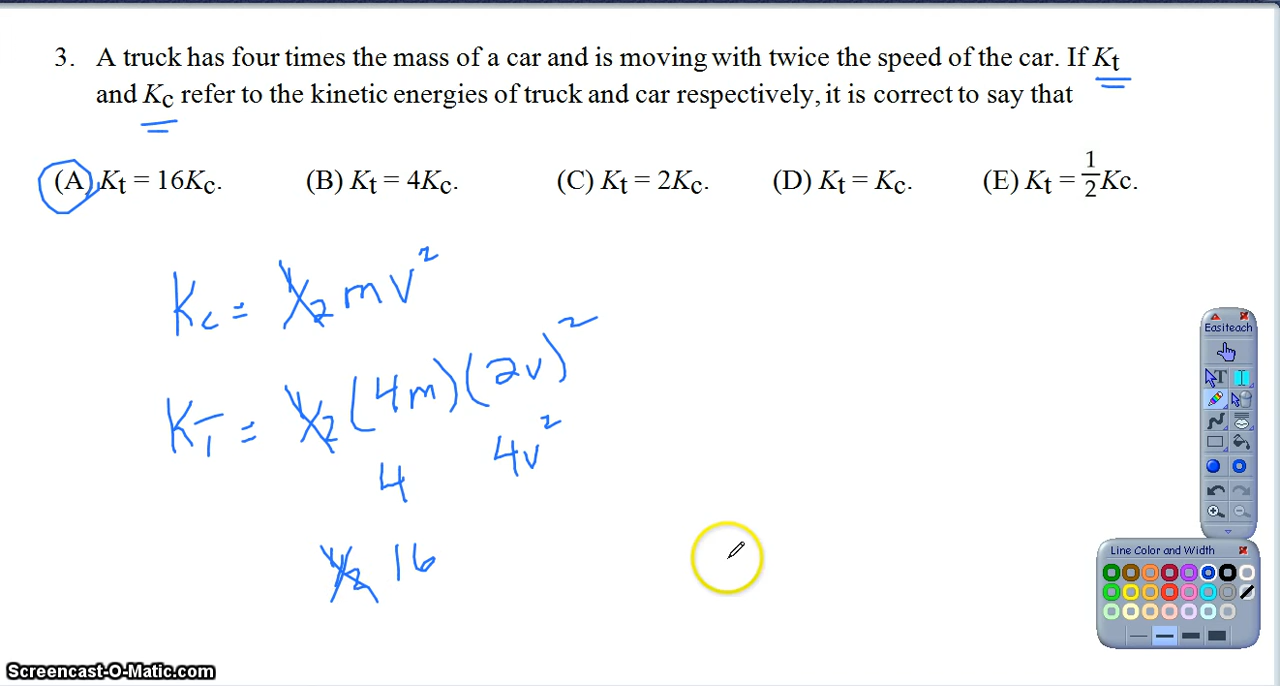 3. A truck has four times the mass of a car and is moving with twice the speed of the car. If Kt
and Kc refer to the kinetic energies of truck and car respectively, it is correct to say that
(A) Kt = 16Kc. (B) Kt = 4Kc. (C) Kt = 2Kc. (D) Kt = Kc. (E) Kt = 1/2 Kc.
Kc = 1/2 mv²
KT = 1/2 (4m)(2v)²
4 4v²
1/2 16
Easiteach
Line Color and Width
Screencast-O-Matic.com